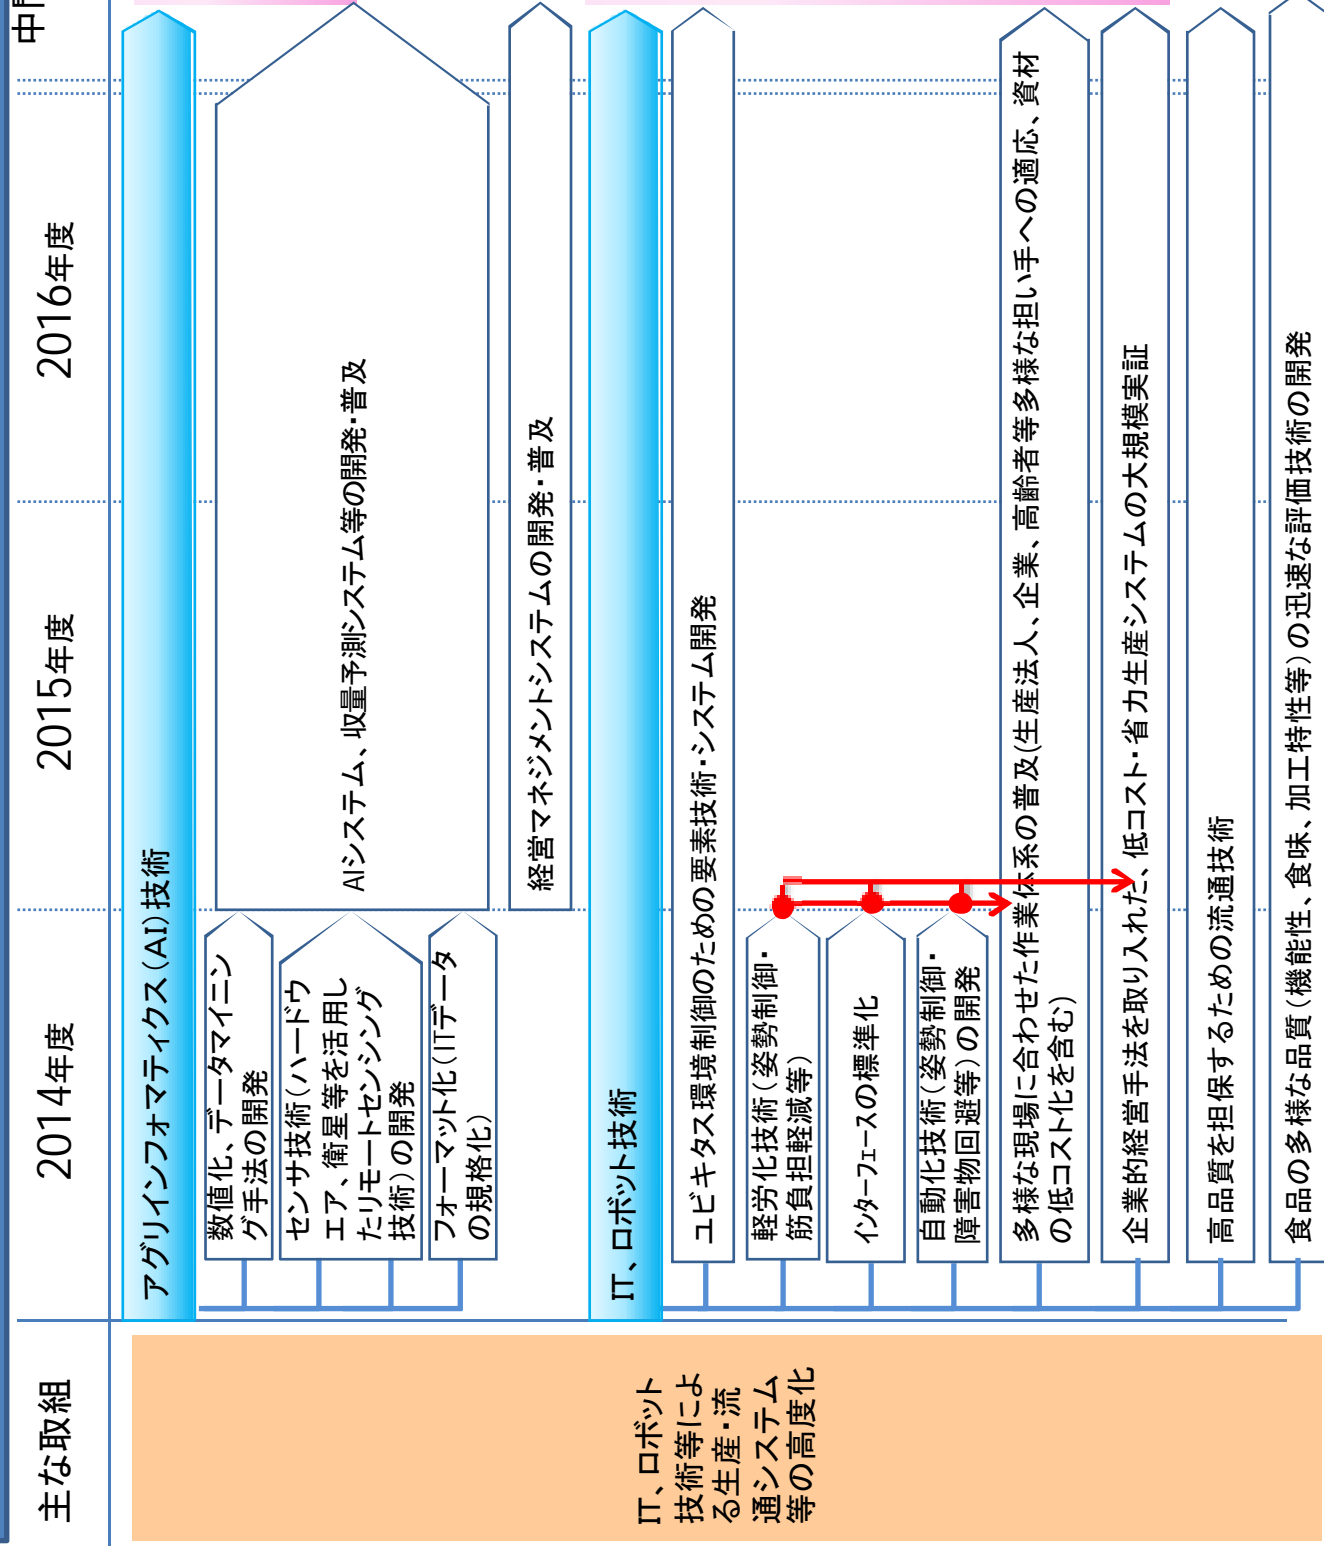 主な取組
2014年度
2015年度
2016年度
IT、ロボット
技術等によ
る生産・流
通システム
等の高度化
アグリインフォマティクス(AI)技術
数値化、データマイニン
グ手法の開発
センサ技術(ハードウ
エア、衛星等を活用し
たリモートセンシング
技術)の開発
フォーマット化(ITデータ
の規格化)
AIシステム、収量予測システム等の開発・普及
経営マネジメントシステムの開発・普及
IT、ロボット技術
ユビキタス環境制御のための要素技術・システム開発
軽労化技術(姿勢制御・
筋負担軽減等)
インターフェースの標準化
自動化技術(姿勢制御・
障害物回避等)の開発
多様な現場に合わせた作業体系の普及(生産法人、企業、高齢者等多様な担い手への適応、資材
の低コスト化を含む)
企業的経営手法を取り入れた、低コスト・省力生産システムの大規模実証
高品質を担保するための流通技術
食品の多様な品質(機能性、食味、加工特性等)の迅速な評価技術の開発